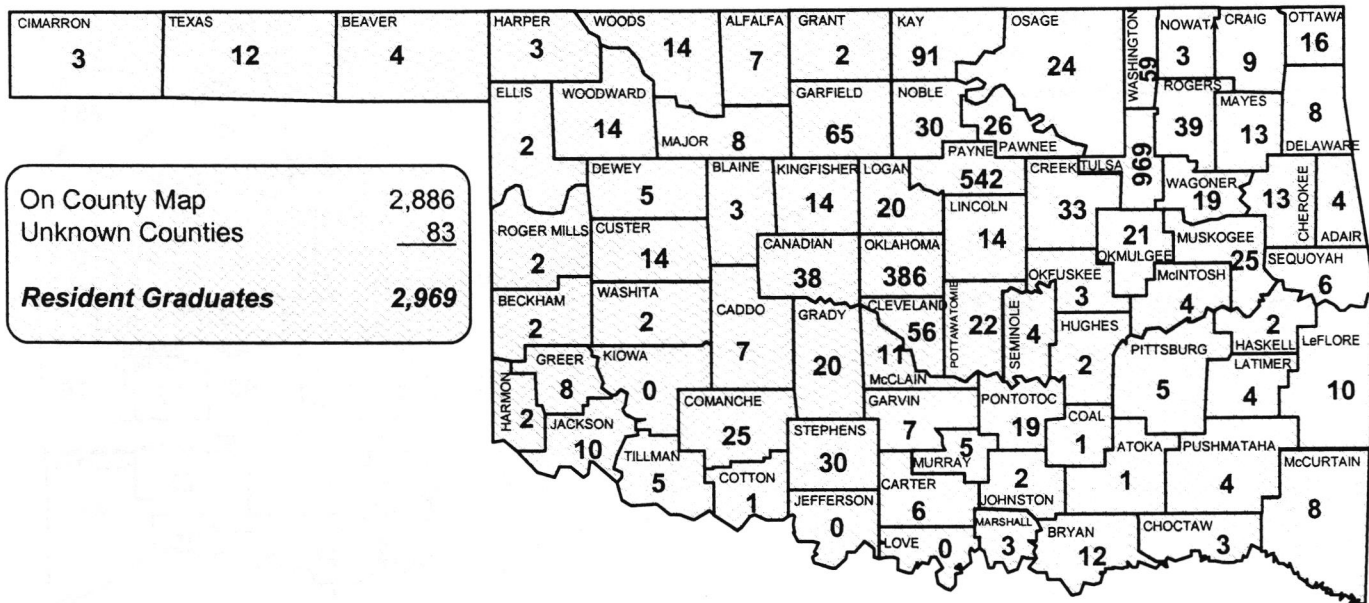 CIMARRON
3
TEXAS
12
BEAVER
4
HARPER
3
WOODS
14
ALFALFA
7
GRANT
2
KAY
91
OSAGE
24
WASHINGTON
59
NOWATA
3
CRAIG
9
OTTAWA
16
ELLIS
2
WOODWARD
14
MAJOR
8
GARFIELD
65
NOBLE
30
26
PAWNEE
ROGERS
39
MAYES
13
8
DELAWARE
On County Map 2,886
Unknown Counties 83
Resident Graduates 2,969
DEWEY
5
BLAINE
3
KINGFISHER
14
LOGAN
20
PAYNE
542
CREEK
33
TULSA
969
WAGONER
19
13
CHEROKEE
4
ADAIR
ROGER MILLS
2
CUSTER
14
CANADIAN
38
OKLAHOMA
386
LINCOLN
14
21
OKMULGEE
MUSKOGEE
25
SEQUOYAH
6
BECKHAM
2
WASHITA
2
CADDO
7
GRADY
20
CLEVELAND
56
11
McCLAIN
POTTAWATOMIE
22
SEMINOLE
4
OKFUSKEE
3
McINTOSH
4
HUGHES
2
PITTSBURG
5
2
HASKELL
LATIMER
4
LeFLORE
10
HARMON
2
GREER
8
KIOWA
0
JACKSON
10
COMANCHE
25
TILLMAN
5
COTTON
1
STEPHENS
30
GARVIN
7
PONTOTOC
19
COAL
1
5
MURRAY
ATOKA
1
PUSHMATAHA
4
McCURTAIN
8
JEFFERSON
0
CARTER
6
2
JOHNSTON
LOVE
0
MARSHALL
3
BRYAN
12
CHOCTAW
3